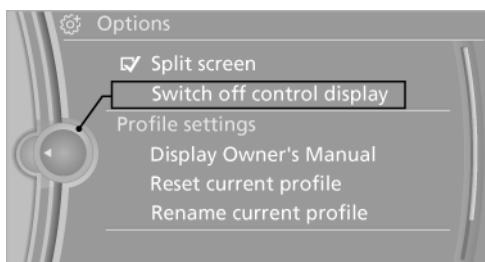 Options
Split screen
Switch off control display
Profile settings
Display Owner's Manual
Reset current profile
Rename current profile